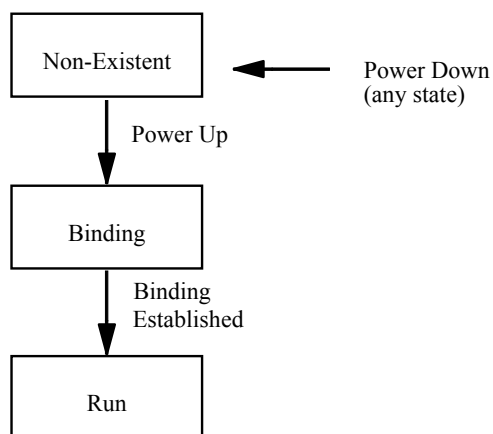 Non-Existent
Power Down
(any state)
Power Up
Binding
Binding
Established
Run